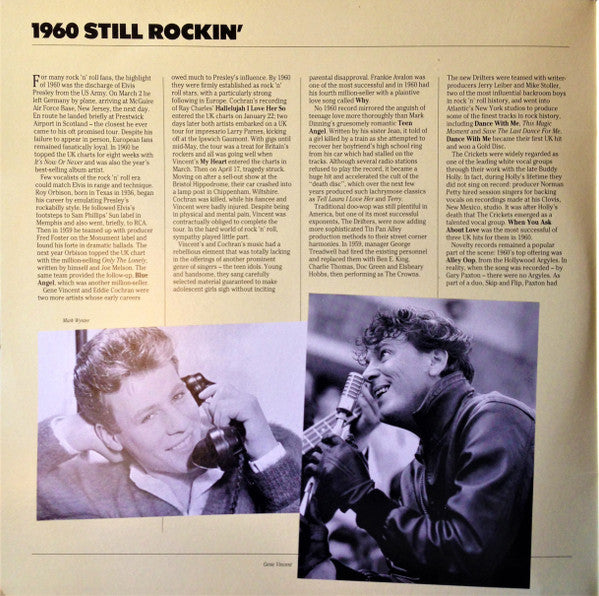 1960 STILL ROCKIN'
For many rock 'n' roll fans, the highlight
of 1960 was the discharge of Elvis
Presley from the US Army. On March 2 he
left Germany by plane, arriving at McGuire
Air Force Base, New Jersey, the next day.
En route he landed briefly at Prestwick
Airport in Scotland – the closest he ever
came to his oft promised tour. Despite his
failure to appear in person, European fans
remained fanatically loyal. In 1960 he
topped the UK charts for eight weeks with
It's Now Or Never and was also the year's
best-selling album artist.
Few vocalists of the rock 'n' roll era
could match Elvis in range and technique.
Roy Orbison, born in Texas in 1936, began
his career by emulating Presley's
rockabilly style. He followed Elvis's
footsteps to Sam Phillips' Sun label in
Memphis and also went, briefly, to RCA.
Then in 1959 he teamed up with producer
Fred Foster on the Monument label and
found his forte in dramatic ballads. The
next year Orbison topped the UK chart
with the million-selling Only The Lonely,
written by himself and Joe Melson. The
same team provided the follow-up, Blue
Angel, which was another million-seller.
Gene Vincent and Eddie Cochran were
two more artists whose early careers
owed much to Presley's influence. By 1960
they were firmly established as rock 'n'
roll stars, with a particularly strong
following in Europe. Cochran's recording
of Ray Charles' Hallelujah I Love Her So
entered the UK charts on January 22; two
days later both artists embarked on a UK
tour for impresario Larry Parnes, kicking
off at the Ipswich Gaumont. With gigs until
mid-May, the tour was a treat for Britain's
rockers and all was going well when
Vincent's My Heart entered the charts in
March. Then on April 17, tragedy struck.
Moving on after a sell-out show at the
Bristol Hippodrome, their car crashed into
a lamp post in Chippenham, Wiltshire.
Cochran was killed, while his fiancée and
Vincent were badly injured. Despite being
in physical and mental pain, Vincent was
contractually obliged to complete the
tour. In the hard world of rock 'n' roll,
sympathy played little part.
Vincent's and Cochran's music had a
rebellious element that was totally lacking
in the offerings of another prominent
genre of singers – the teen idols. Young
and handsome, they sang carefully
selected material guaranteed to make
adolescent girls sigh without inciting
parental disapproval. Frankie Avalon was
one of the most successful and in 1960 had
his fourth million-seller with a plaintive
love song called Why.
No 1960 record mirrored the anguish of
teenage love more thoroughly than Mark
Dinning's gruesomely romantic Teen
Angel. Written by his sister Jean, it told of
a girl killed by a train as she attempted to
recover her boyfriend's high school ring
from his car which had stalled on the
tracks. Although several radio stations
refused to play the record, it became a
huge hit and accelerated the cult of the
"death disc", which over the next few
years produced such lachrymose classics
as Tell Laura I Love Her and Terry.
Traditional doo-wop was still plentiful in
America, but one of its most successful
exponents, The Drifters, were now adding
more sophisticated Tin Pan Alley
production methods to their street corner
harmonies. In 1959, manager George
Treadwell had fired the existing personnel
and replaced them with Ben E. King,
Charlie Thomas, Doc Green and Elsbeary
Hobbs, then performing as The Crowns.
The new Drifters were teamed with writer-
producers Jerry Leiber and Mike Stoller,
two of the most influential backroom boys
in rock 'n' roll history, and went into
Atlantic's New York studios to produce
some of the finest tracks in rock history,
including Dance With Me, This Magic
Moment and Save The Last Dance For Me.
Dance With Me became their first UK hit
and won a Gold Disc.
The Crickets were widely regarded as
one of the leading white vocal groups
through their work with the late Buddy
Holly. In fact, during Holly's lifetime they
did not sing on record: producer Norman
Petty hired session singers for backing
vocals on recordings made at his Clovis,
New Mexico, studio. It was after Holly's
death that The Crickets emerged as a
talented vocal group. When You Ask
About Love was the most successful of
three UK hits for them in 1960.
Novelty records remained a popular
part of the scene: 1960's top offering was
Alley Oop, from the Hollywood Argyles. In
reality, when the song was recorded – by
Gary Paxton – there were no Argyles. As
part of a duo, Skip and Flip, Paxton had
Mark Wynter
Gene Vincent